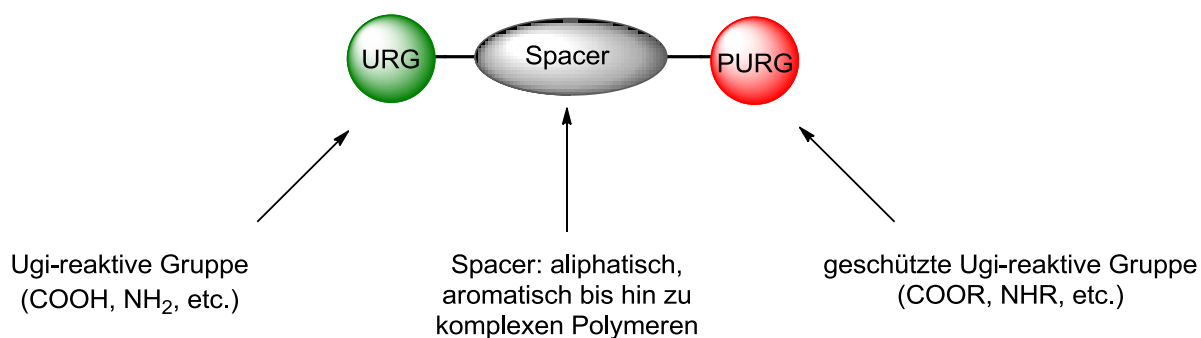 URG
Spacer
PURG
Ugi-reaktive Gruppe
(COOH, NH₂, etc.)
Spacer: aliphatisch,
aromatisch bis hin zu
komplexen Polymeren
geschützte Ugi-reaktive Gruppe
(COOR, NHR, etc.)